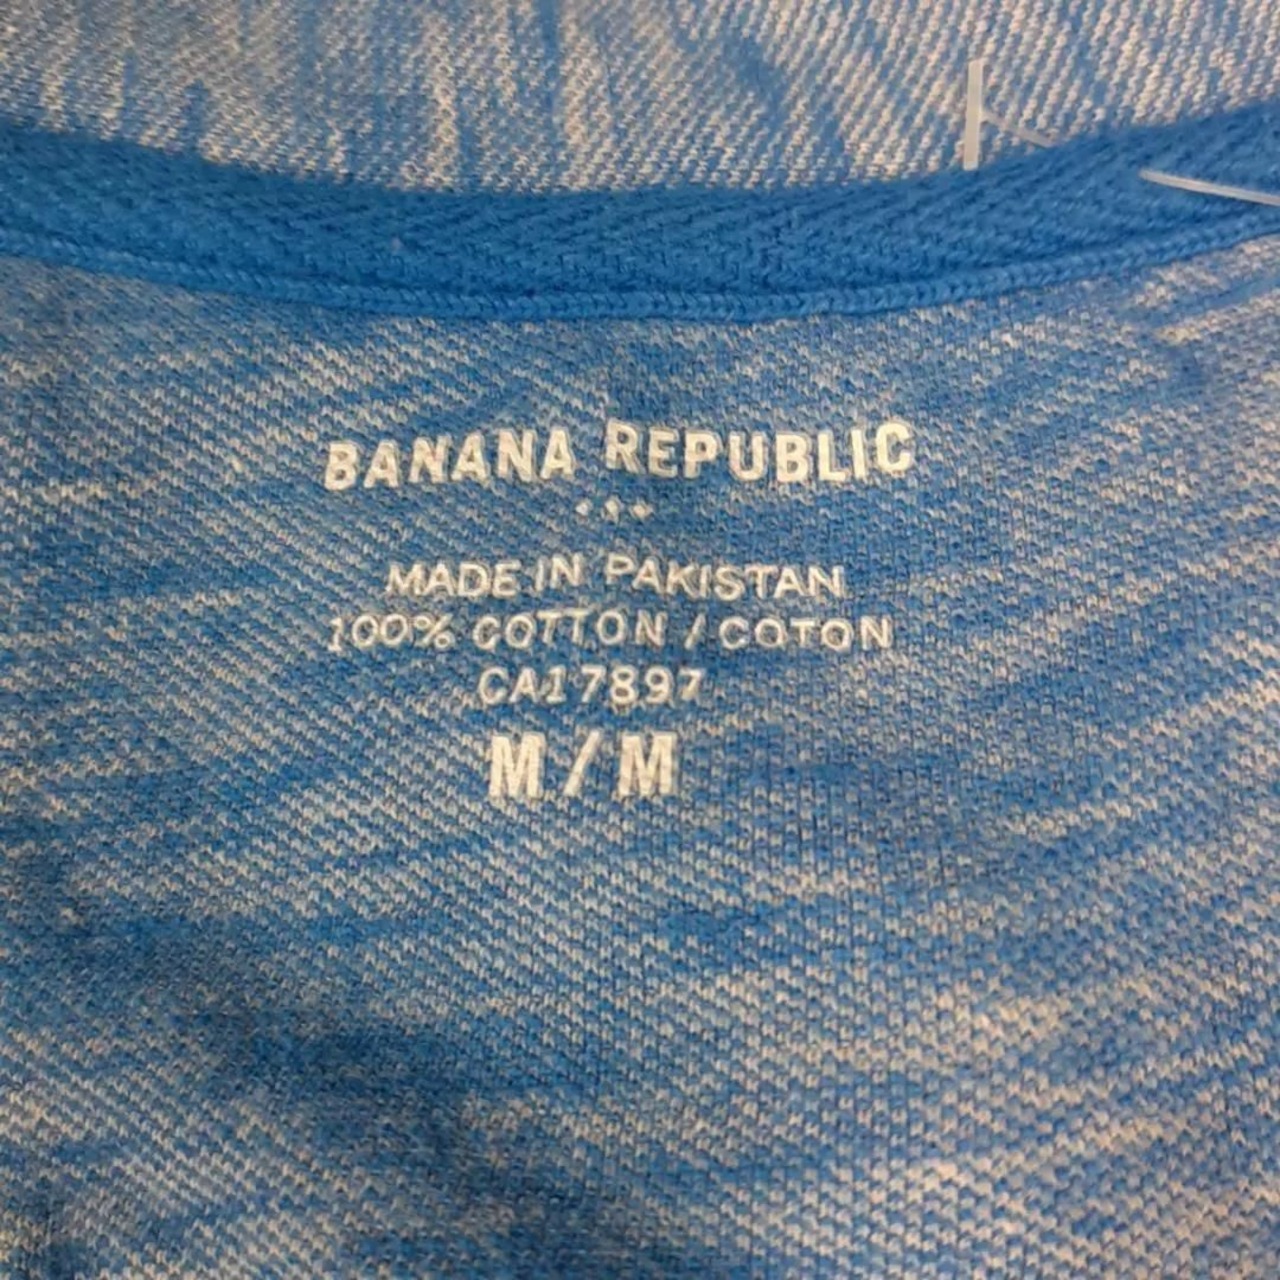 BANANA REPUBLIC
MADE IN PAKISTAN
100% COTTON / COTON
CA17897
M / M